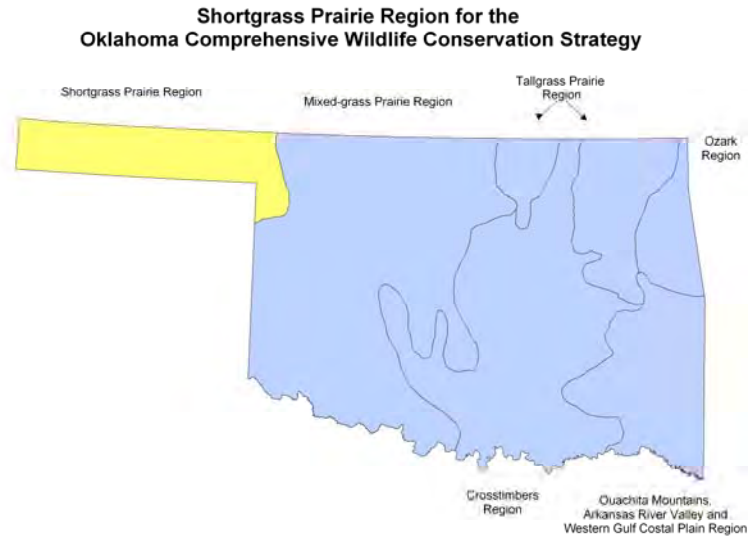 Shortgrass Prairie Region for the
Oklahoma Comprehensive Wildlife Conservation Strategy
Shortgrass Prairie Region
Mixed-grass Prairie Region
Tallgrass Prairie
Region
Ozark
Region
Crosstimbers
Region
Ouachita Mountains,
Arkansas River Valley and
Western Gulf Costal Plain Region